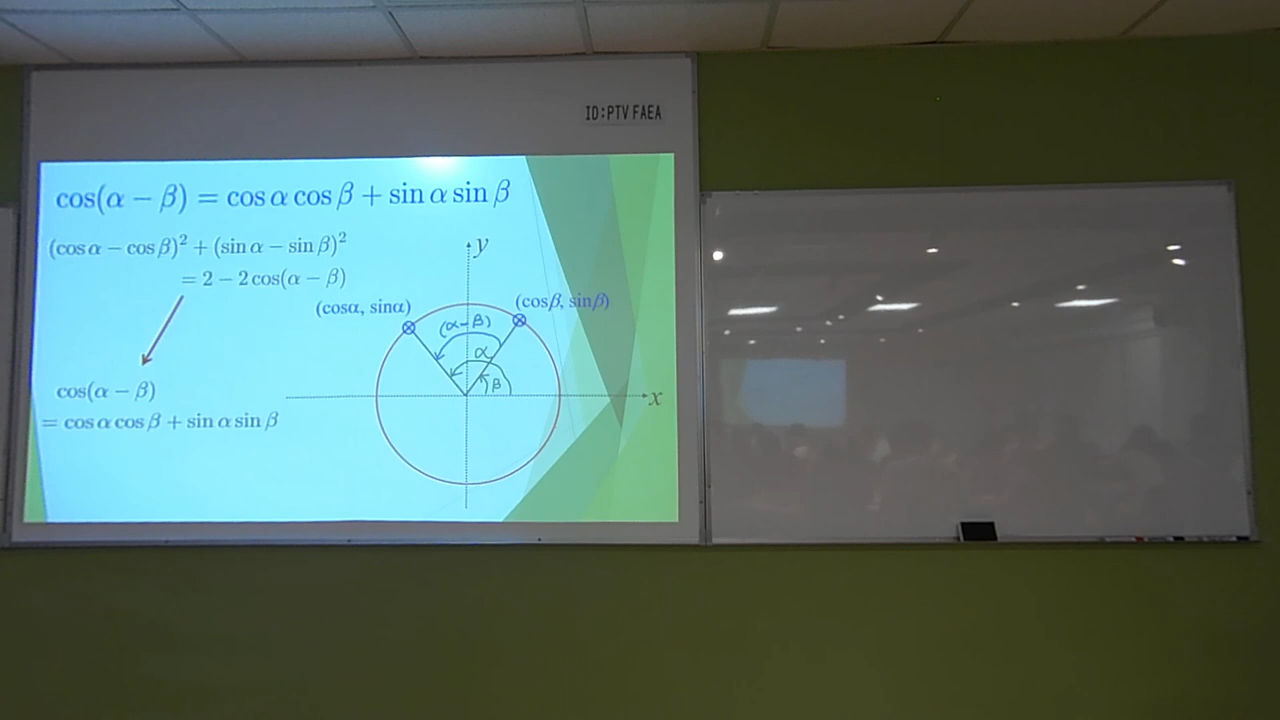 ID:PTV FAEA
cos(α − β) = cos α cos β + sin α sin β
(cos α − cos β)² + (sin α − sin β)²
= 2 − 2 cos(α − β)
y
(cosα, sinα)
(cosβ, sinβ)
(α−β)
α
β
x
cos(α − β)
= cos α cos β + sin α sin β